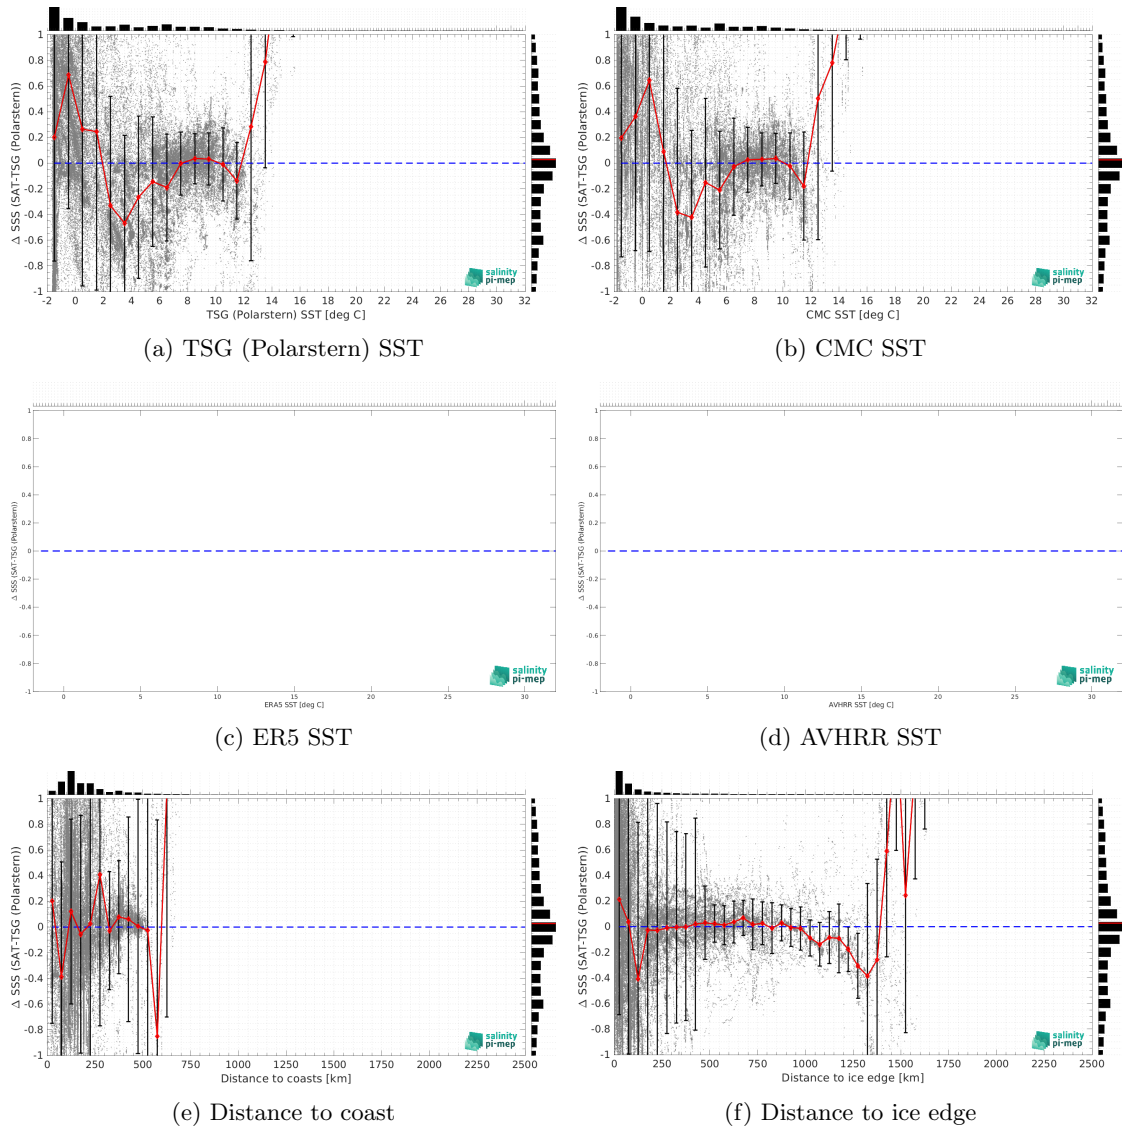 1
0.8
0.6
0.4
0.2
0
-0.2
-0.4
-0.6
-0.8
-1
Δ SSS (SAT-TSG (Polarstern))
salinity
pi-mep
-2 0 2 4 6 8 10 12 14 16 18 20 22 24 26 28 30 32
TSG (Polarstern) SST [deg C]
(a) TSG (Polarstern) SST
1
0.8
0.6
0.4
0.2
0
-0.2
-0.4
-0.6
-0.8
-1
Δ SSS (SAT-TSG (Polarstern))
salinity
pi-mep
-2 0 2 4 6 8 10 12 14 16 18 20 22 24 26 28 30 32
CMC SST [deg C]
(b) CMC SST
1
0.8
0.6
0.4
0.2
0
-0.2
-0.4
-0.6
-0.8
-1
Δ SSS (SAT-TSG (Polarstern))
salinity
pi-mep
0 5 10 15 20 25 30
ERA5 SST [deg C]
(c) ER5 SST
1
0.8
0.6
0.4
0.2
0
-0.2
-0.4
-0.6
-0.8
-1
Δ SSS (SAT-TSG (Polarstern))
salinity
pi-mep
0 5 10 15 20 25 30
AVHRR SST [deg C]
(d) AVHRR SST
1
0.8
0.6
0.4
0.2
0
-0.2
-0.4
-0.6
-0.8
-1
Δ SSS (SAT-TSG (Polarstern))
salinity
pi-mep
0 250 500 750 1000 1250 1500 1750 2000 2250 2500
Distance to coasts [km]
(e) Distance to coast
1
0.8
0.6
0.4
0.2
0
-0.2
-0.4
-0.6
-0.8
-1
Δ SSS (SAT-TSG (Polarstern))
salinity
pi-mep
0 250 500 750 1000 1250 1500 1750 2000 2250 2500
Distance to ice edge [km]
(f) Distance to ice edge